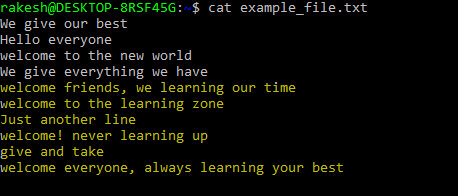 rakesh@DESKTOP-8RSF45G:~$ cat example_file.txt
We give our best
Hello everyone
welcome to the new world
We give everything we have
welcome friends, we learning our time
welcome to the learning zone
Just another line
welcome! never learning up
give and take
welcome everyone, always learning your best